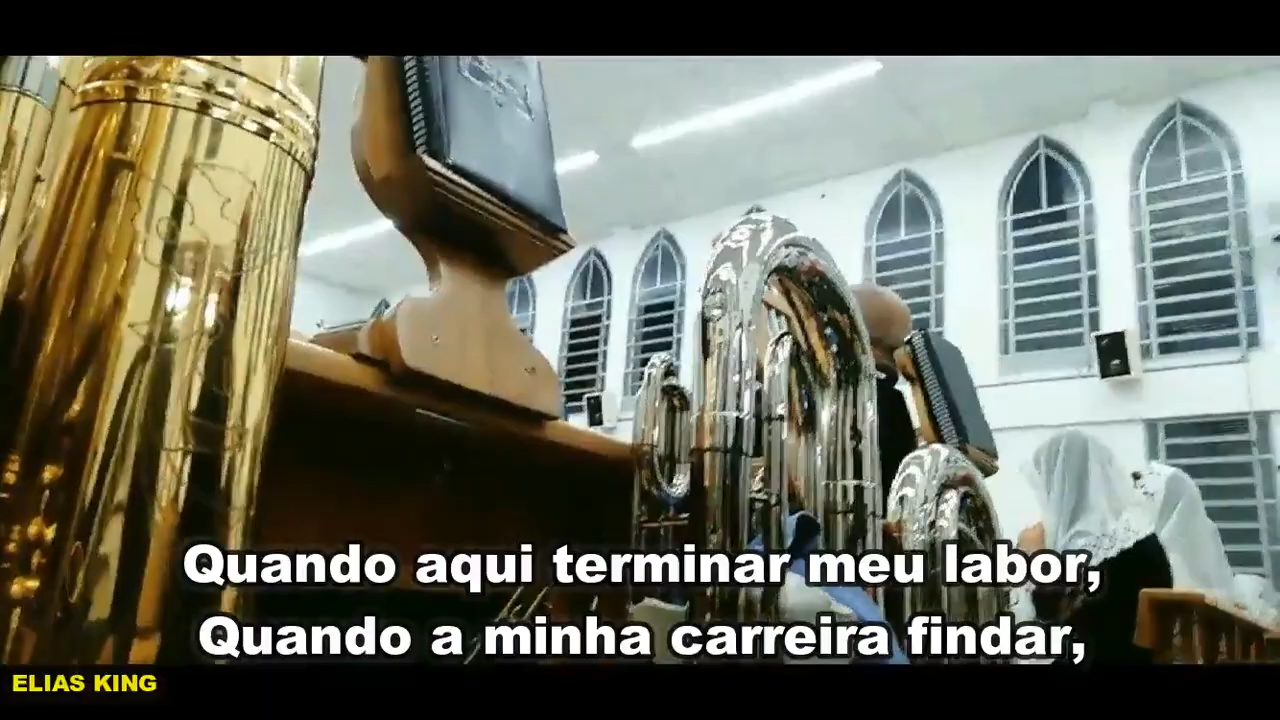 Quando aqui terminar meu labor,
Quando a minha carreira findar,
ELIAS KING